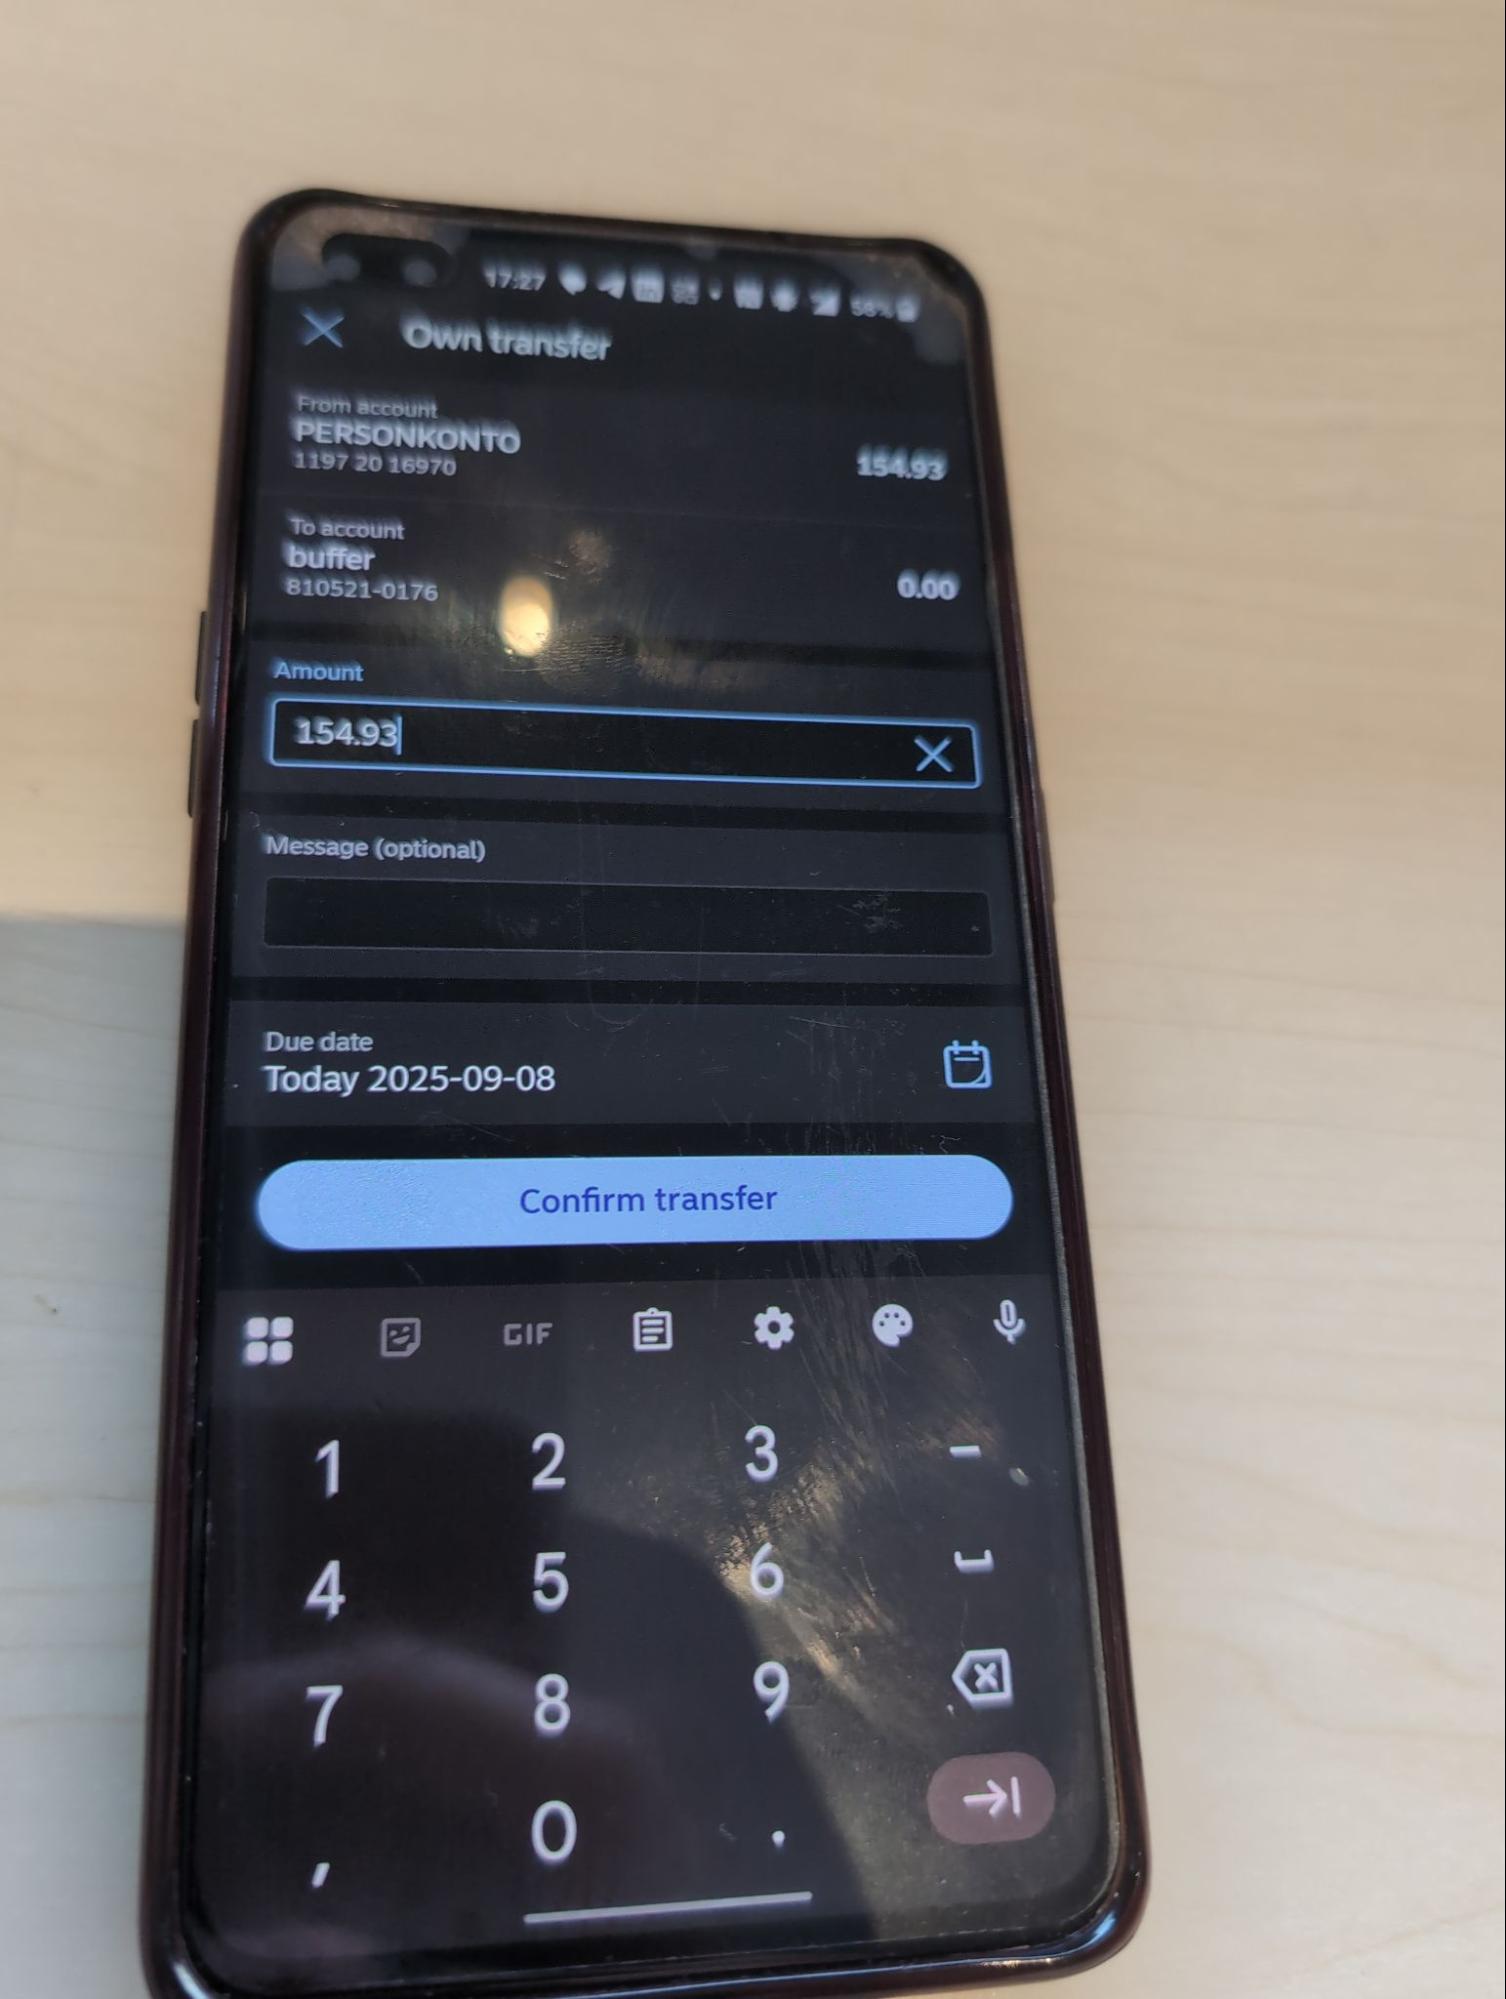 17:27
Own transfer
From account
PERSONKONTO
1197 20 16970
154.93
To account
buffer
810521-0176
0.00
Amount
154.93
Message (optional)
Due date
Today 2025-09-08
Confirm transfer
GIF
1 2 3 -
4 5 6
7 8 9
, 0 .